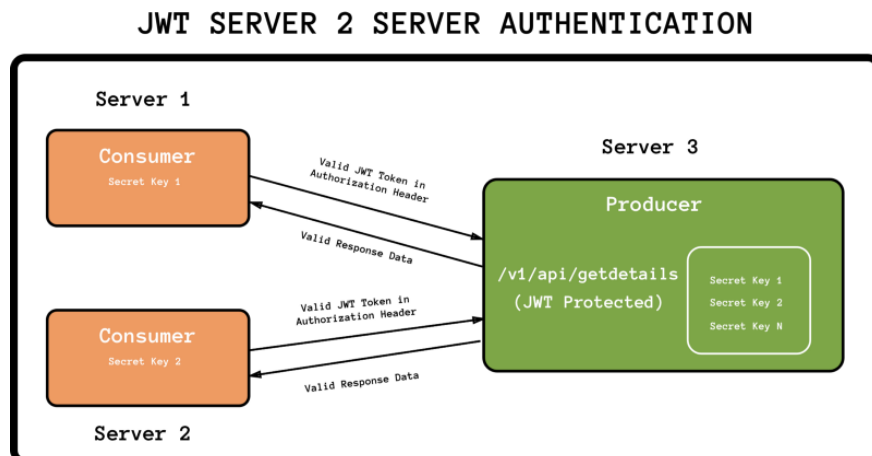 JWT SERVER 2 SERVER AUTHENTICATION
Server 1
Consumer
Secret Key 1
Valid JWT Token in
Authorization Header
Valid Response Data
Server 3
Producer
/v1/api/getdetails
(JWT Protected)
Secret Key 1
Secret Key 2
Secret Key N
Valid JWT Token in
Authorization Header
Consumer
Secret Key 2
Valid Response Data
Server 2